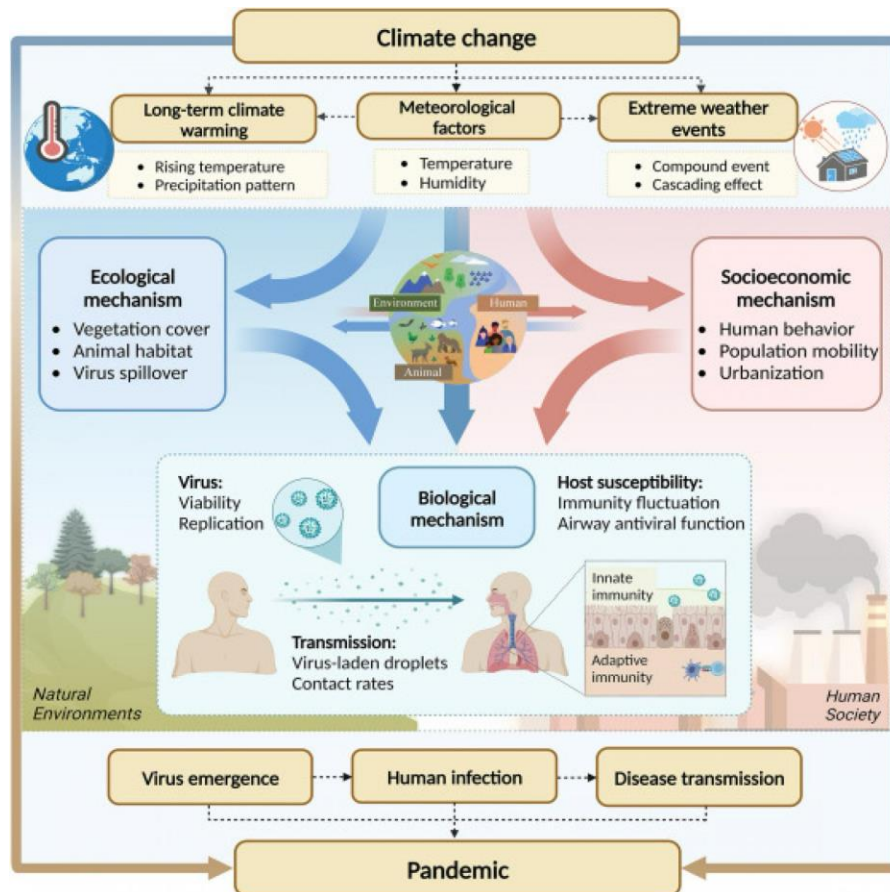 Climate change
Long-term climate
warming
Meteorological
factors
Extreme weather
events
• Rising temperature
• Precipitation pattern
• Temperature
• Humidity
• Compound event
• Cascading effect
Ecological
mechanism
• Vegetation cover
• Animal habitat
• Virus spillover
Environment
Human
Animal
Socioeconomic
mechanism
• Human behavior
• Population mobility
• Urbanization
Virus:
Viability
Replication
Biological
mechanism
Host susceptibility:
Immunity fluctuation
Airway antiviral function
Transmission:
Virus-laden droplets
Contact rates
Innate
immunity
Adaptive
immunity
Natural
Environments
Human
Society
Virus emergence
Human infection
Disease transmission
Pandemic